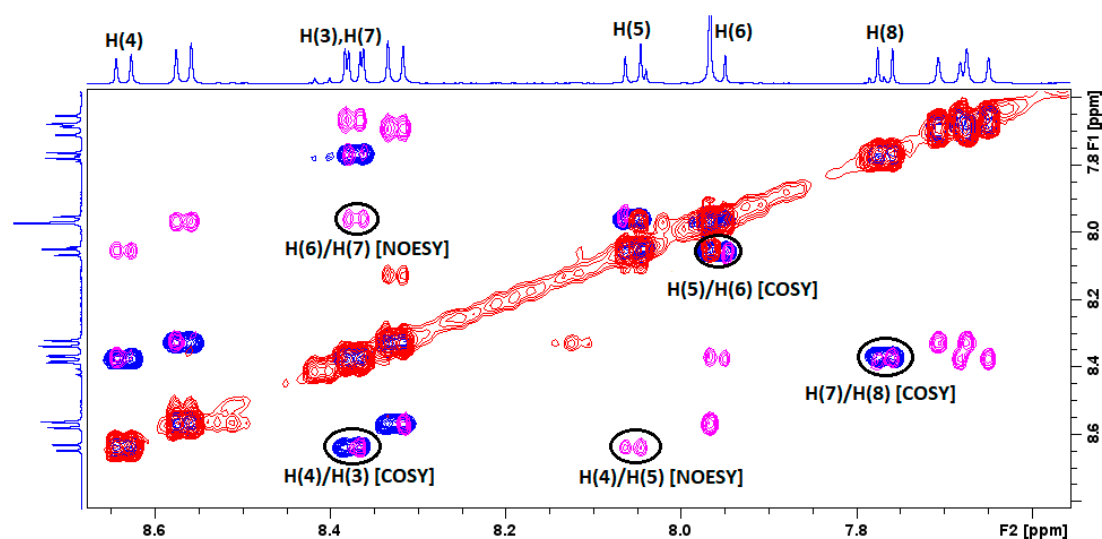 H(4)
H(3),H(7)
H(5)
H(6)
H(8)
F1 [ppm]
7.8
8.0
8.2
8.4
8.6
H(6)/H(7) [NOESY]
H(5)/H(6) [COSY]
H(7)/H(8) [COSY]
H(4)/H(3) [COSY]
H(4)/H(5) [NOESY]
8.6
8.4
8.2
8.0
7.8
F2 [ppm]